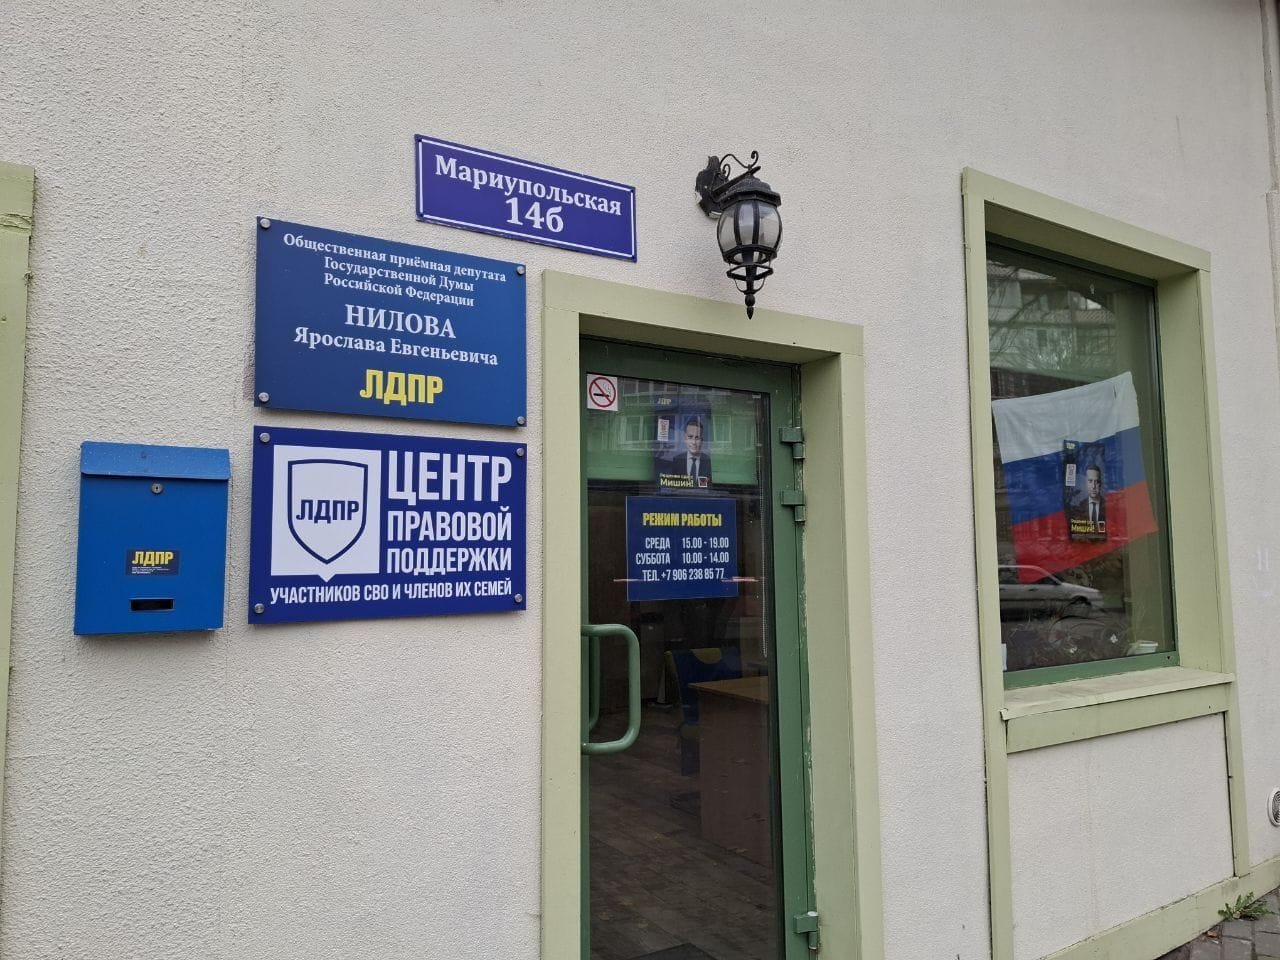 Мариупольская
14б
Общественная приёмная депутата
Государственной Думы
Российской Федерации
НИЛОВА
Ярослава Евгеньевича
ЛДПР
ЛДПР
ЦЕНТР
ПРАВОВОЙ
ПОДДЕРЖКИ
УЧАСТНИКОВ СВО И ЧЛЕНОВ ИХ СЕМЕЙ
ЛДПР
Мишин!
РЕЖИМ РАБОТЫ
СРЕДА 15.00 - 19.00
СУББОТА 10.00 - 14.00
ТЕЛ. +7 906 238 85 77
Мишин!